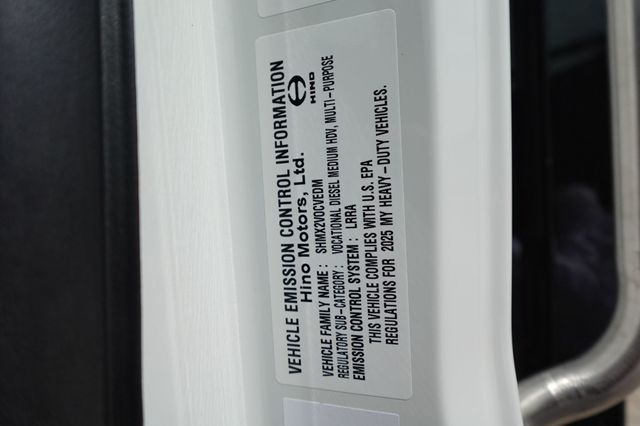 VEHICLE EMISSION CONTROL INFORMATION
Hino Motors, Ltd.
HINO
VEHICLE FAMILY NAME : SHMX2VOCVEDM
REGULATORY SUB-CATEGORY : VOCATIONAL DIESEL MEDIUM HDV, MULTI-PURPOSE
EMISSION CONTROL SYSTEM : LRRA
THIS VEHICLE COMPLIES WITH U.S. EPA
REGULATIONS FOR 2025 MY HEAVY-DUTY VEHICLES.